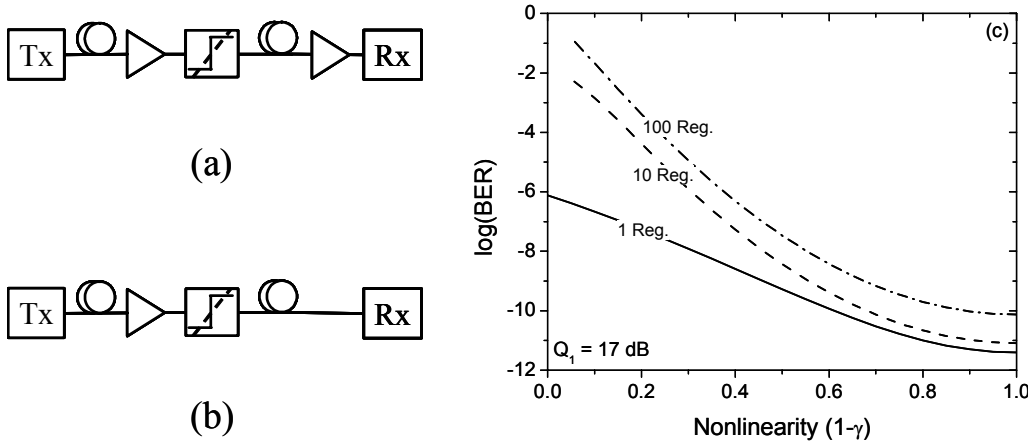 (a)
Tx
Rx
(b)
Tx
Rx
(c)
0
-2
-4
-6
-8
-10
-12
log(BER)
100 Reg.
10 Reg.
1 Reg.
Q₁ = 17 dB
0.0 0.2 0.4 0.6 0.8 1.0
Nonlinearity (1-γ)